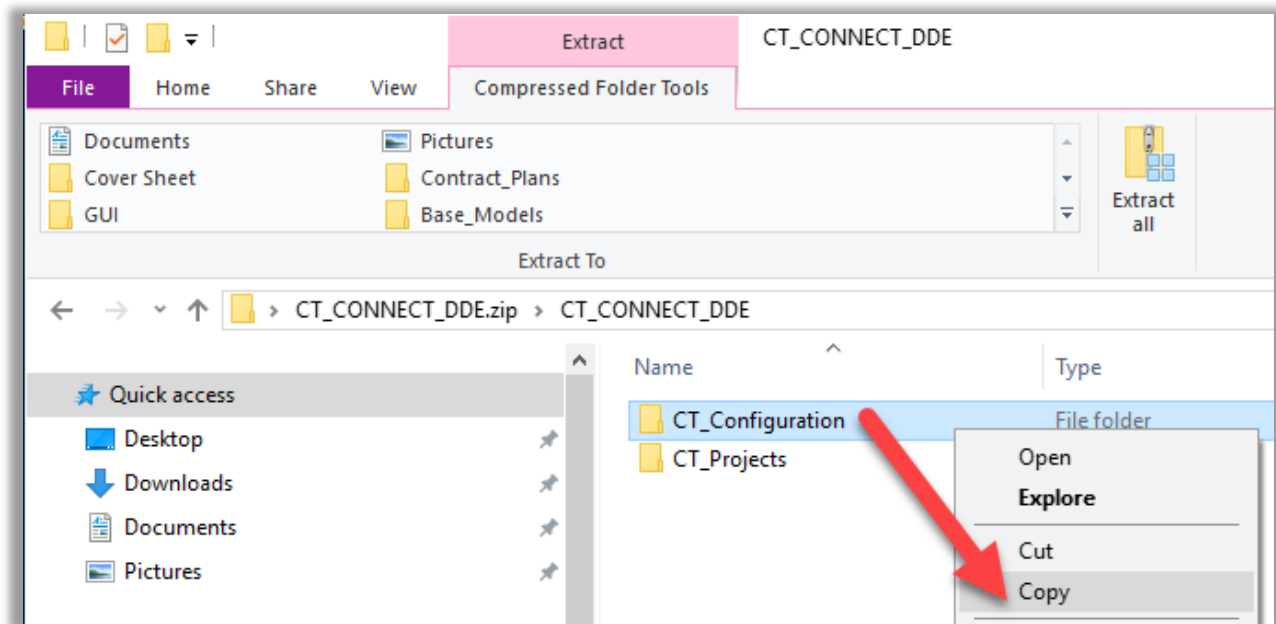 Extract
CT_CONNECT_DDE
File Home Share View Compressed Folder Tools
Documents Pictures
Cover Sheet Contract_Plans
GUI Base_Models
Extract all
Extract To
CT_CONNECT_DDE.zip CT_CONNECT_DDE
Name Type
Quick access
CT_Configuration File folder
Desktop
CT_Projects
Downloads
Documents
Pictures
Open
Explore
Cut
Copy